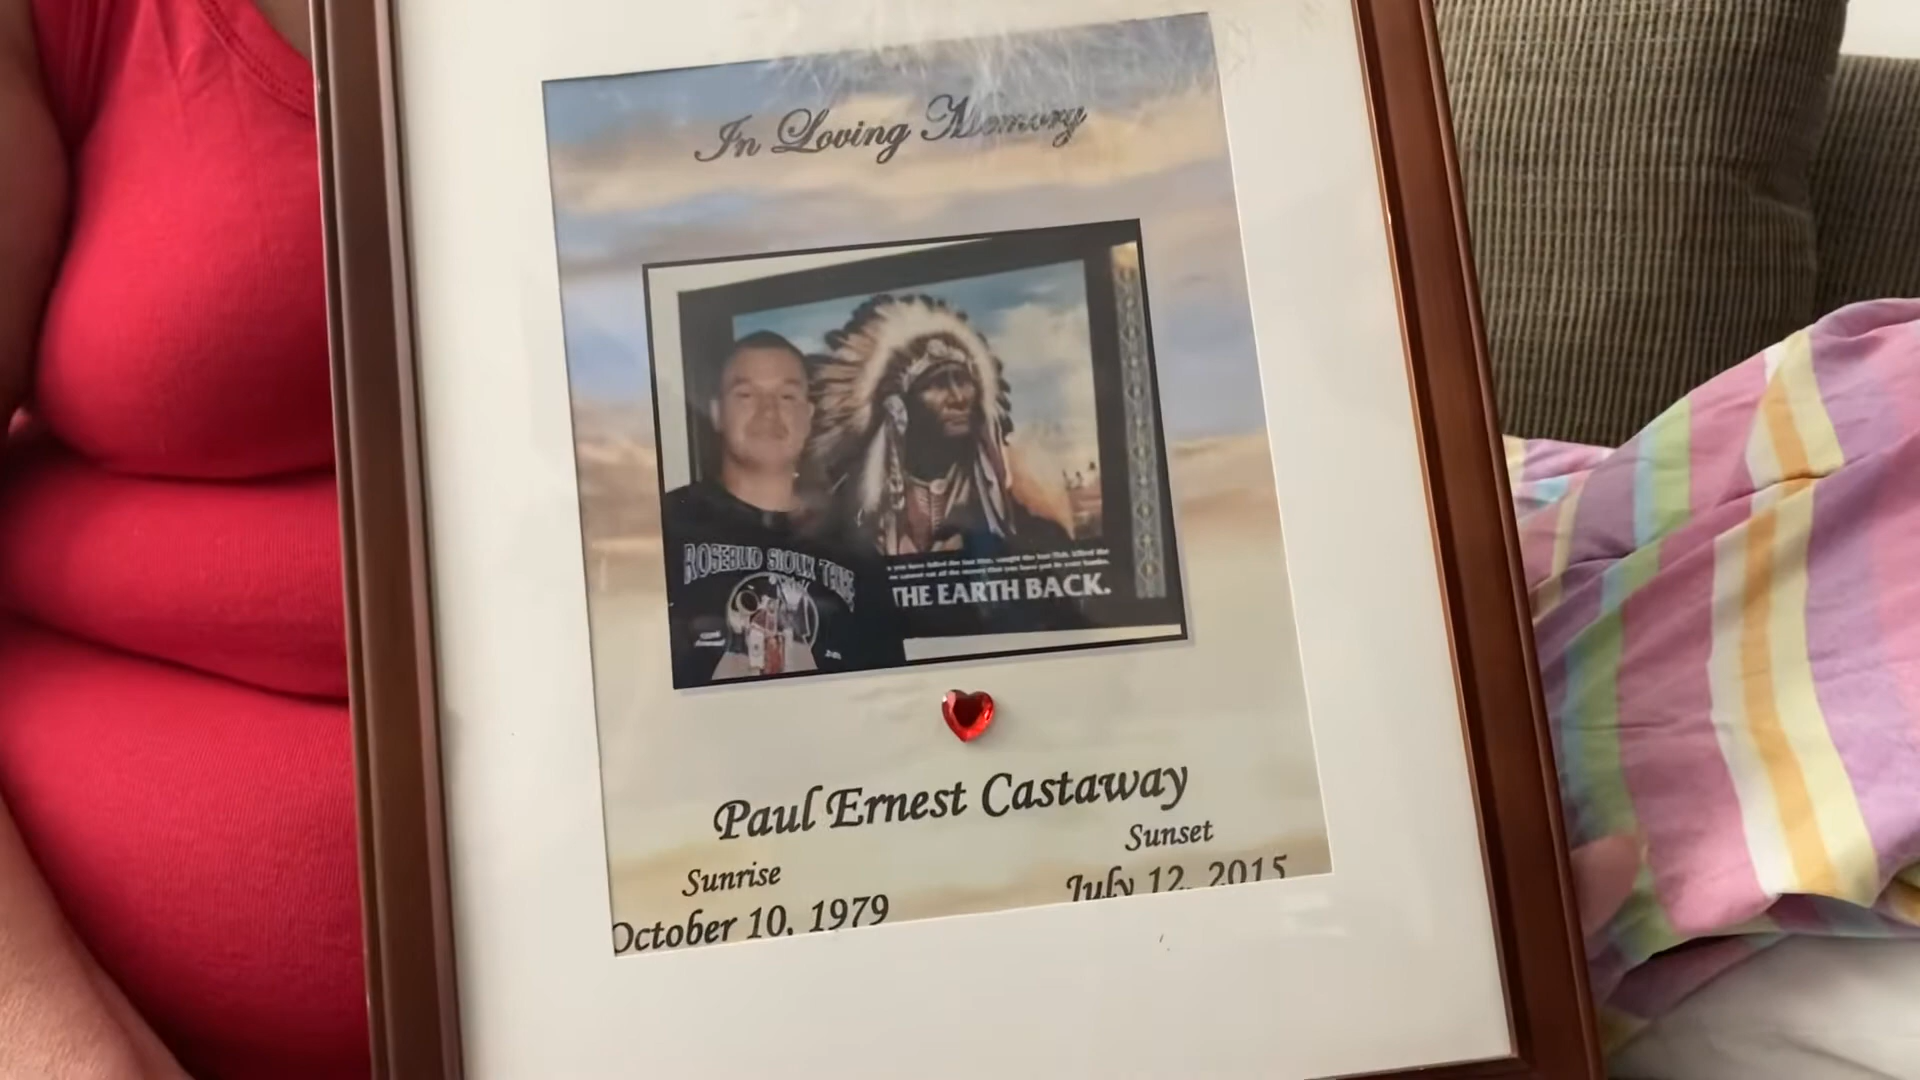 In Loving Memory
ROSEBUD SIOUX TRIBE
THE EARTH BACK.
Paul Ernest Castaway
Sunrise
Sunset
October 10, 1979
July 12, 2015